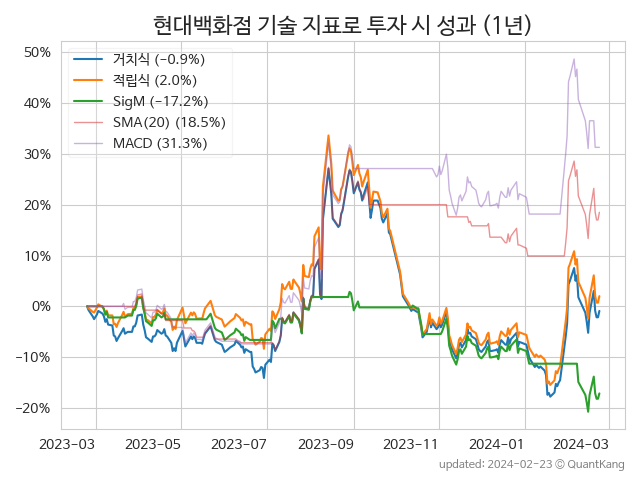 현대백화점 기술 지표로 투자 시 성과 (1년)
거치식 (−0.9%)
적립식 (2.0%)
SigM (−17.2%)
SMA(20) (18.5%)
MACD (31.3%)
50%
40%
30%
20%
10%
0%
−10%
−20%
2023-03 2023-05 2023-07 2023-09 2023-11 2024-01 2024-03
updated: 2024-02-23 ⓒ QuantKang